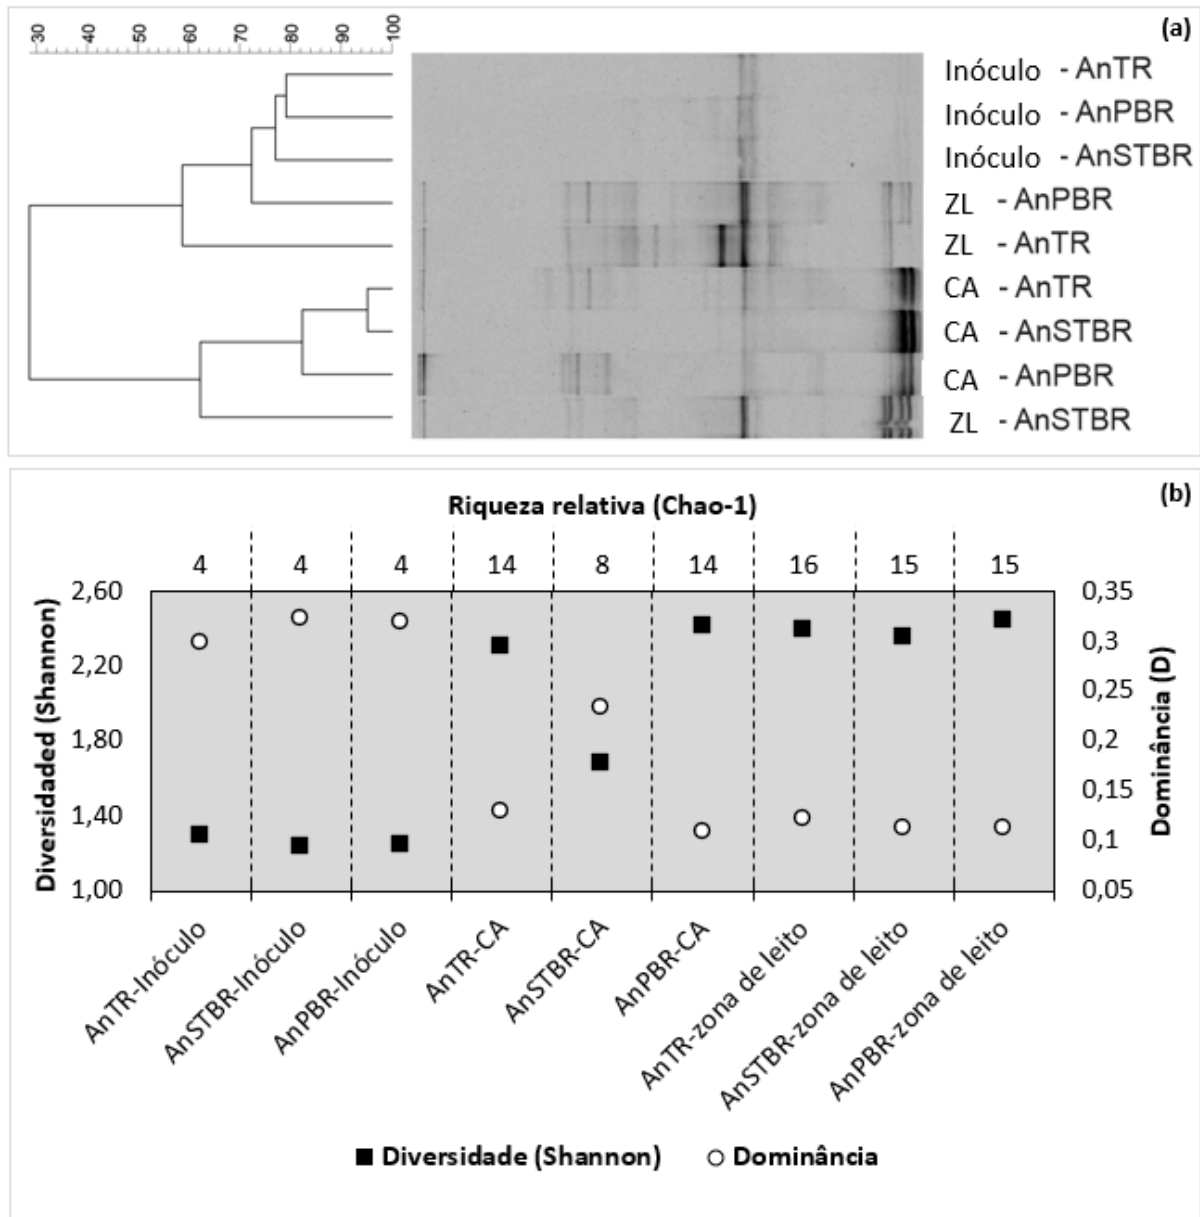 30 40 50 60 70 80 90 100
(a)
Inóculo - AnTR
Inóculo - AnPBR
Inóculo - AnSTBR
ZL - AnPBR
ZL - AnTR
CA - AnTR
CA - AnSTBR
CA - AnPBR
ZL - AnSTBR
(b)
Riqueza relativa (Chao-1)
4 4 4 14 8 14 16 15 15
Diversidaded (Shannon)
2,60
2,20
1,80
1,40
1,00
0,35
0,3
0,25
0,2
0,15
0,1
0,05
Dominância (D)
AnTR-Inóculo
AnSTBR-Inóculo
AnPBR-Inóculo
AnTR-CA
AnSTBR-CA
AnPBR-CA
AnTR-zona de leito
AnSTBR-zona de leito
AnPBR-zona de leito
Diversidade (Shannon) Dominância